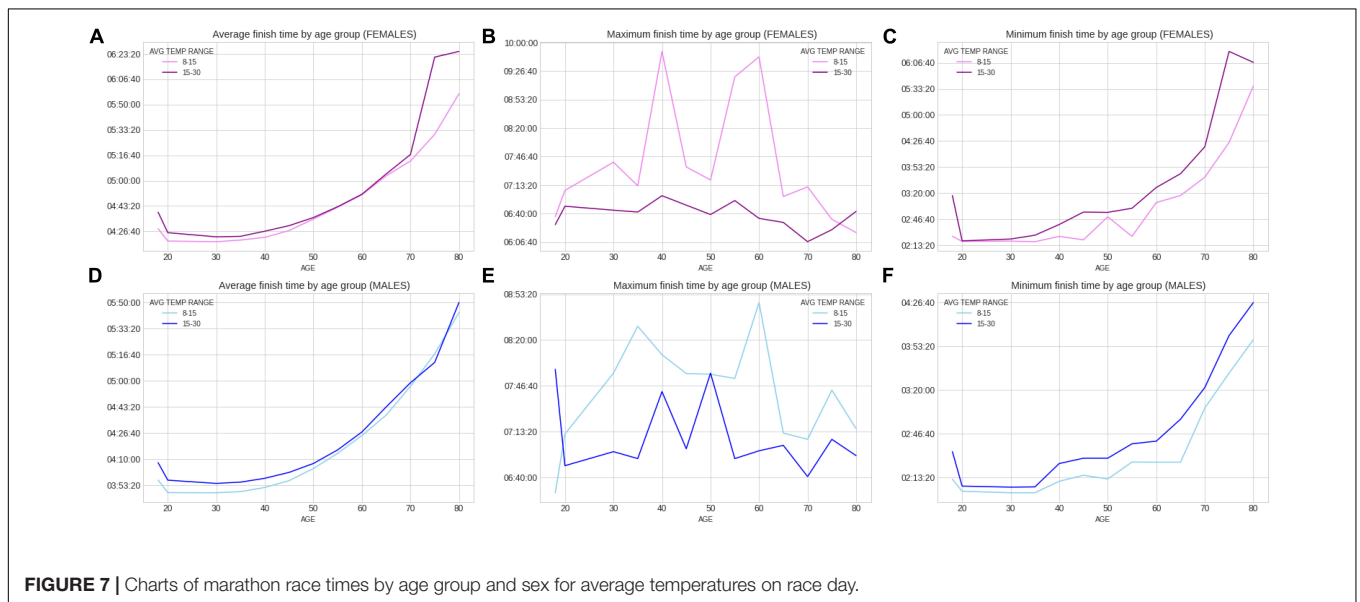 A
Average finish time by age group (FEMALES)
06:23:20
06:06:40
05:50:00
05:33:20
05:16:40
05:00:00
04:43:20
04:26:40
AVG TEMP RANGE
8-15
15-30
20 30 40 50 60 70 80
AGE
B
Maximum finish time by age group (FEMALES)
10:00:00
09:26:40
08:53:20
08:20:00
07:46:40
07:13:20
06:40:00
06:06:40
AVG TEMP RANGE
8-15
15-30
20 30 40 50 60 70 80
AGE
C
Minimum finish time by age group (FEMALES)
06:06:40
05:33:20
05:00:00
04:26:40
03:53:20
03:20:00
02:46:40
02:13:20
AVG TEMP RANGE
8-15
15-30
20 30 40 50 60 70 80
AGE
D
Average finish time by age group (MALES)
05:50:00
05:33:20
05:16:40
05:00:00
04:43:20
04:26:40
04:10:00
03:53:20
AVG TEMP RANGE
8-15
15-30
20 30 40 50 60 70 80
AGE
E
Maximum finish time by age group (MALES)
08:53:20
08:20:00
07:46:40
07:13:20
06:40:00
AVG TEMP RANGE
8-15
15-30
20 30 40 50 60 70 80
AGE
F
Minimum finish time by age group (MALES)
04:26:40
03:53:20
03:20:00
02:46:40
02:13:20
AVG TEMP RANGE
8-15
15-30
20 30 40 50 60 70 80
AGE
FIGURE 7 | Charts of marathon race times by age group and sex for average temperatures on race day.